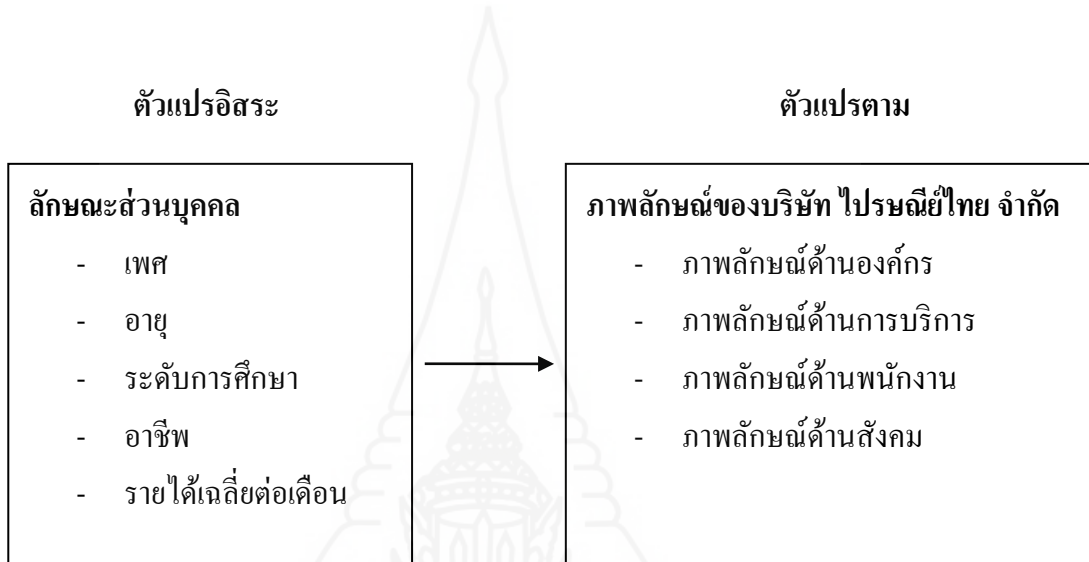 ตัวแปรอิสระ
ตัวแปรตาม
ลักษณะส่วนบุคคล
- เพศ
- อายุ
- ระดับการศึกษา
- อาชีพ
- รายได้เฉลี่ยต่อเดือน
ภาพลักษณ์ของบริษัท ไปรษณีย์ไทย จำกัด
- ภาพลักษณ์ด้านองค์กร
- ภาพลักษณ์ด้านการบริการ
- ภาพลักษณ์ด้านพนักงาน
- ภาพลักษณ์ด้านสังคม